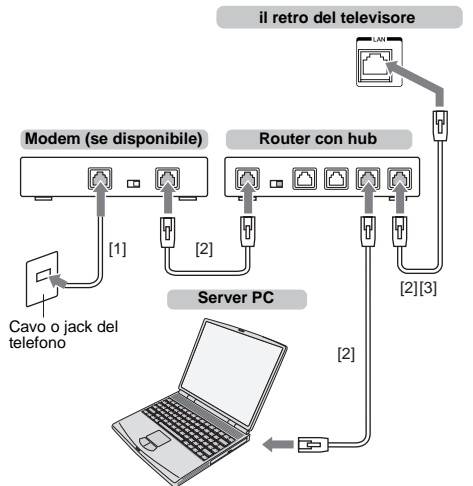 il retro del televisore
LAN
Modem (se disponibile)
Router con hub
[1]
[2]
[2][3]
Server PC
Cavo o jack del
telefono
[2]